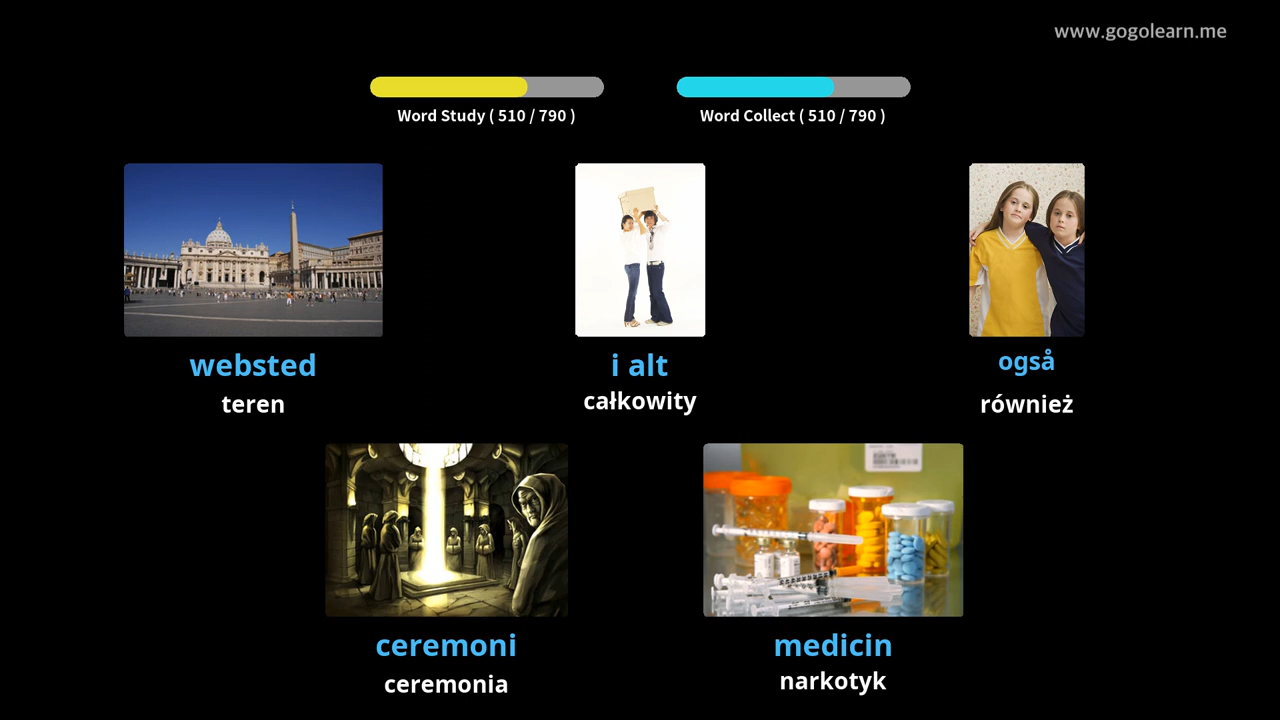 www.gogolearn.me
Word Study ( 510 / 790 )
Word Collect ( 510 / 790 )
websted
teren
i alt
całkowity
også
również
ceremoni
ceremonia
medicin
narkotyk